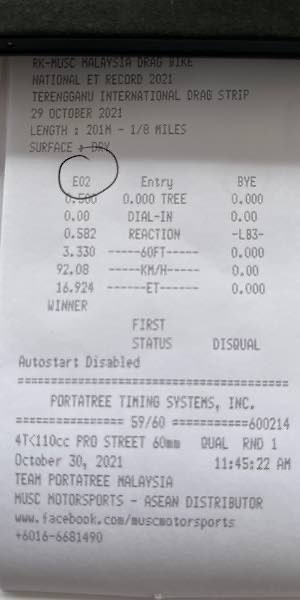 RK-MUSC MALAYSIA DRAG BIKE
NATIONAL ET RECORD 2021
TERENGGANU INTERNATIONAL DRAG STRIP
29 OCTOBER 2021
LENGTH : 201M - 1/8 MILES
SURFACE : DRY
E02 Entry BYE
0.500 0.000 TREE 0.000
0.00 DIAL-IN 0.00
0.582 REACTION -LB3-
3.330 ------60FT----- 0.000
92.08 ------KM/H----- 0.00
16.924 ------ET------- 0.000
WINNER
FIRST
STATUS DISQUAL
Autostart Disabled
========================================
PORTATREE TIMING SYSTEMS, INC.
================ 59/60 ===========600214
4T<110cc PRO STREET 60mm QUAL RND 1
October 30, 2021 11:45:22 AM
TEAM PORTATREE MALAYSIA
MUSC MOTORSPORTS - ASEAN DISTRIBUTOR
www.facebook.com/muscmotorsports
+6016-6681490